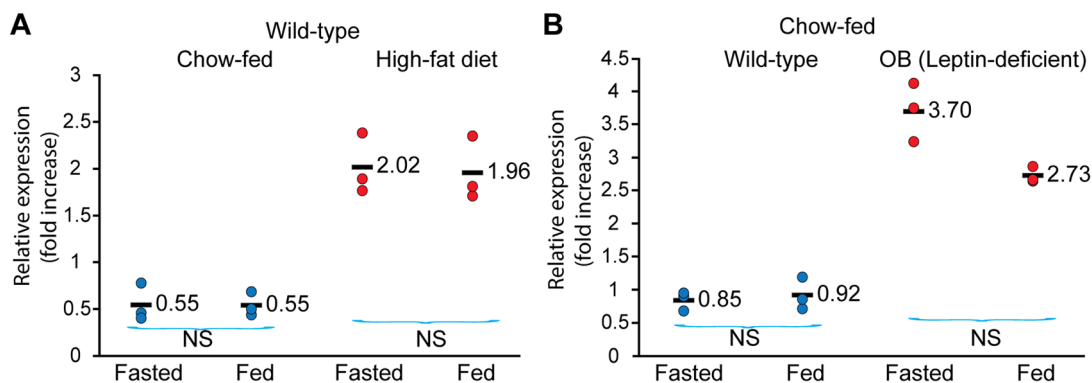 A
Wild-type
Chow-fed
High-fat diet
Relative expression
(fold increase)
3
2.5
2
1.5
1
0.5
0
0.55
0.55
2.02
1.96
NS
NS
Fasted
Fed
Fasted
Fed
B
Chow-fed
Wild-type
OB (Leptin-deficient)
Relative expression
(fold increase)
4.5
4
3.5
3
2.5
2
1.5
1
0.5
0
0.85
0.92
3.70
2.73
NS
NS
Fasted
Fed
Fasted
Fed